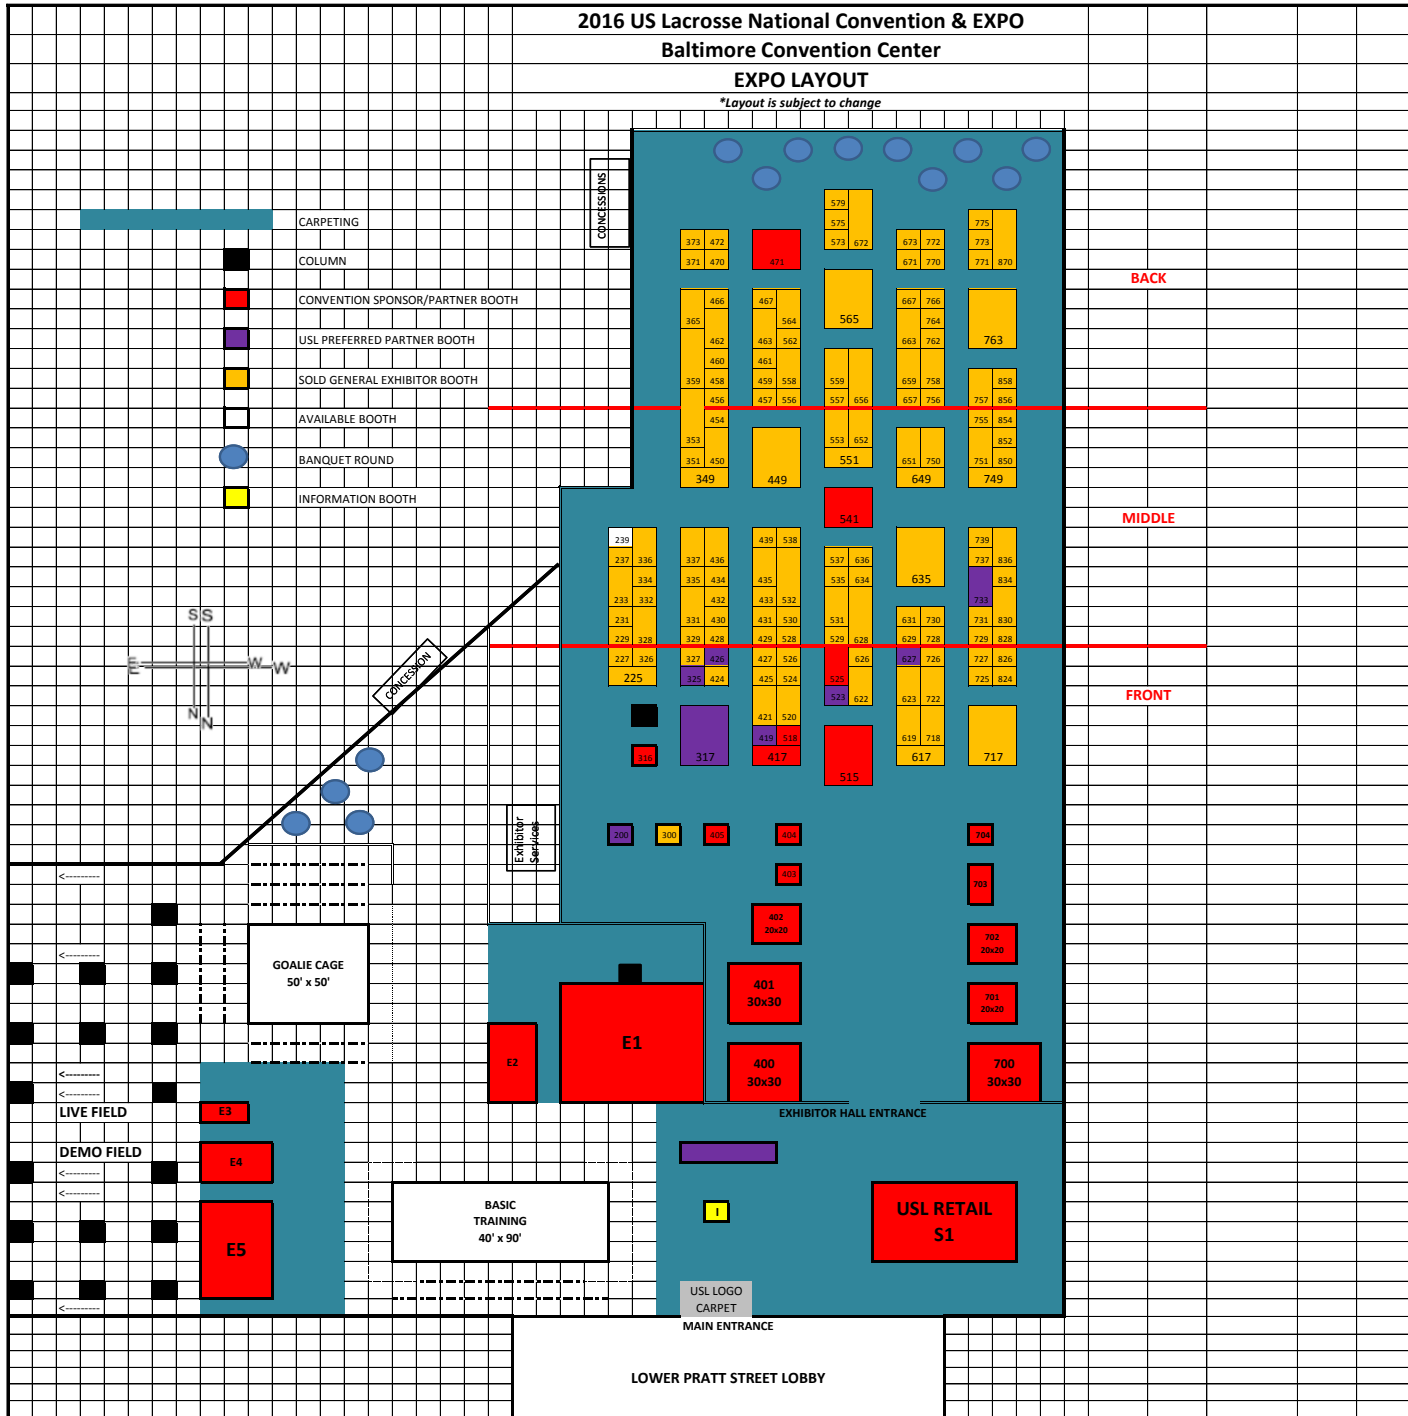 2016 US Lacrosse National Convention & EXPO
Baltimore Convention Center
EXPO LAYOUT
*Layout is subject to change
CONCESSIONS
CARPETING
COLUMN
CONVENTION SPONSOR/PARTNER BOOTH
USL PREFERRED PARTNER BOOTH
SOLD GENERAL EXHIBITOR BOOTH
AVAILABLE BOOTH
BANQUET ROUND
INFORMATION BOOTH
579
575
573 672
775
773
771 870
373 472
371 470
471
673 772
671 770
BACK
565
763
466
365
462
460
359 458
456
454
353
351 450
349
467
564
463 562
461
459 558
457 556
449
559
557 656
553 652
551
667 766
764
663 762
659 758
657 756
651 750
649
858
757 856
755 854
852
751 850
749
541
MIDDLE
239
237 336
334
233 332
231
229 328
227 326
225
337 436
335 434
432
331 430
329 428
327 426
325 424
317
439 538
435
433 532
431 530
429 528
427 526
425 524
421 520
419 518
417
537 636
535 634
531
529 628
626
525
523 622
515
635
631 730
629 728
627 726
623 722
619 718
617
739
737 836
834
733
731 830
729 828
727 826
725 824
717
FRONT
S S
E W W
N N
CONCESSION
316
Exhibitor
Services
200 300 405 404 704
403
703
402
20x20
702
20x20
401
30x30
701
20x20
400
30x30
700
30x30
<---------
<---------
<---------
<---------
GOALIE CAGE
50' x 50'
E1
E2
LIVE FIELD
E3
EXHIBITOR HALL ENTRANCE
DEMO FIELD
E4
<---------
<---------
E5
<---------
BASIC
TRAINING
40' x 90'
I
USL RETAIL
S1
USL LOGO
CARPET
MAIN ENTRANCE
LOWER PRATT STREET LOBBY